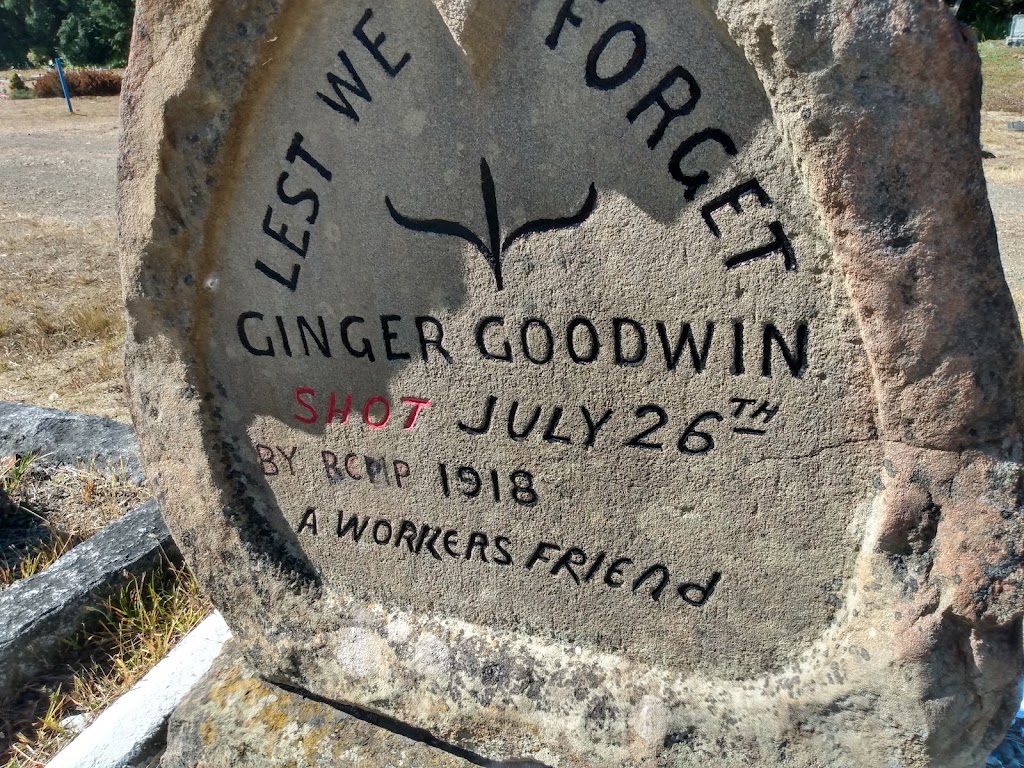 LEST WE FORGET
GINGER GOODWIN
SHOT JULY 26TH
BY RCMP 1918
A WORKERS FRIEnd